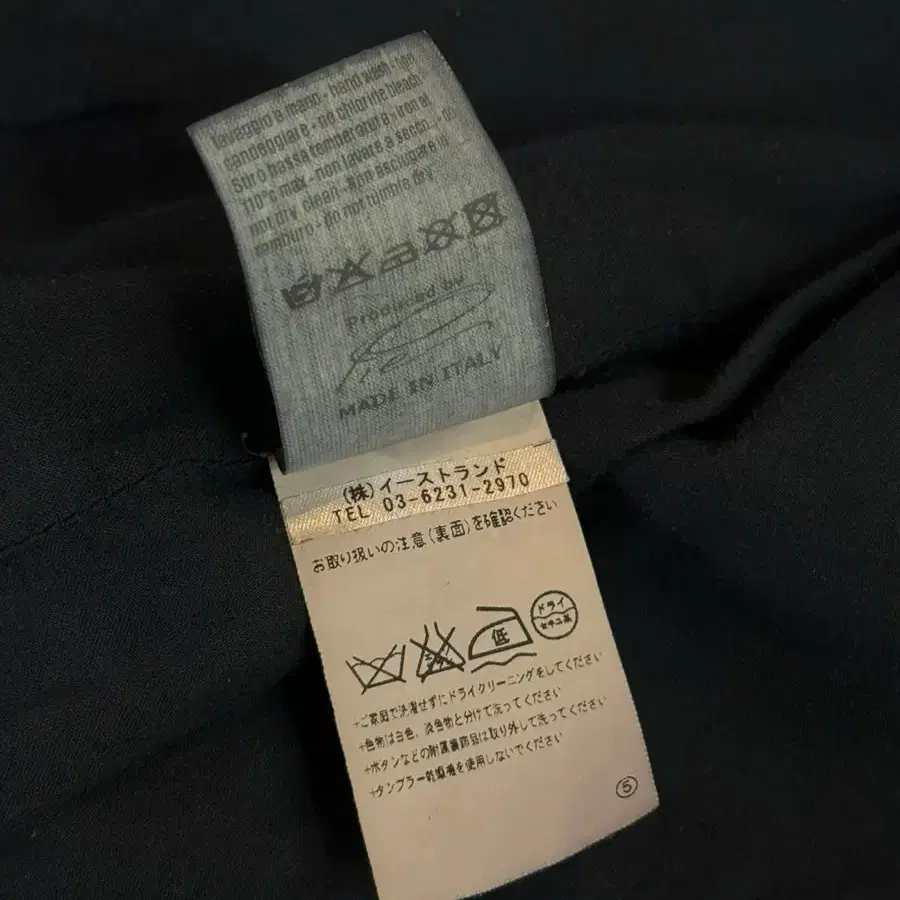 lavaggio a mano - hand wash - non
candeggiare - no chlorine bleach -
Stiro bassa temperatura - iron at
110°c max - non lavare a secco - do
not dry clean - non asciugare in
tamburo - do not tumble dry
Produced by
MADE IN ITALY
(株)イーストランド
TEL 03-6231-2970
お取り扱いの注意(裏面)を確認ください
エンソ
低
ドライ
セキユ系
+ご家庭で洗濯せずにドライクリーニングをしてください
+色物は白色、淡色物と分けて洗ってください
+ボタンなどの附属装飾品は取り外して洗ってください
+タンブラー乾燥機を使用しないでください
5